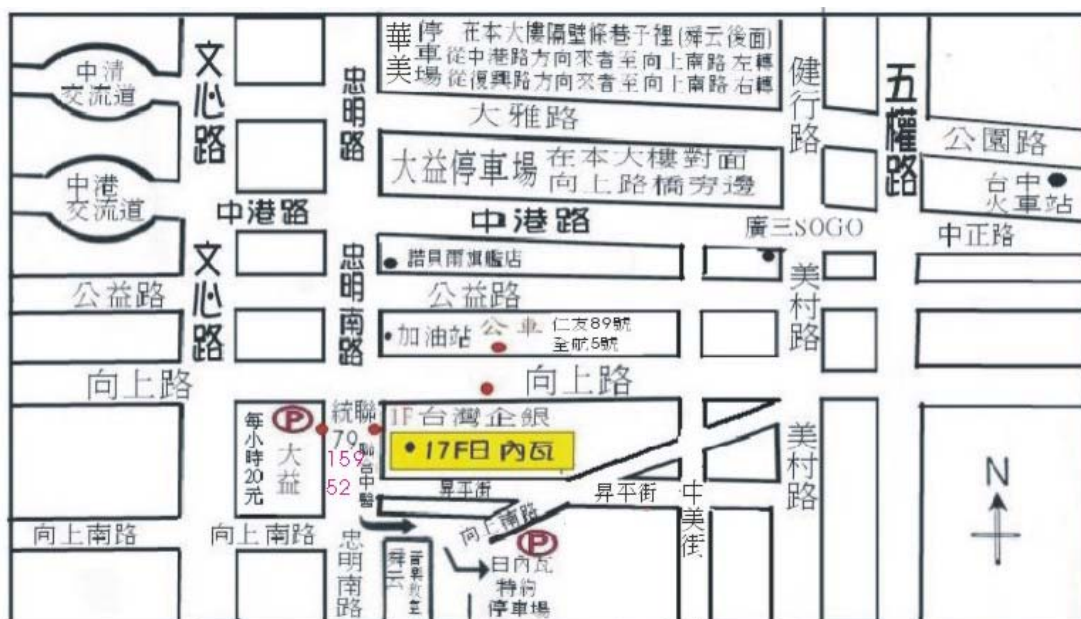 華美
停車場
在本大樓隔壁條巷子裡(舜云後面)
從中港路方向來者至向上南路左轉
從復興路方向來者至向上南路右轉
中清
交流道
文心路
忠明路
健行路
五權路
大雅路
公園路
大益停車場
在本大樓對面
向上路橋旁邊
中港
交流道
台中
火車站
中港路
中港路
廣三SOGO
中正路
諾貝爾旗艦店
文心路
忠明南路
美村路
公益路
公益路
加油站
公車
仁友89號
全航5號
向上路
向上路
每小時20元
P
大益
統聯
79
159
52
聯合中醫
1F台灣企銀
17F日內瓦
美村路
N
昇平街
昇平街
中美街
向上南路
向上南路
向上南路
忠明南路
舜云
P
日內瓦
特約
停車場